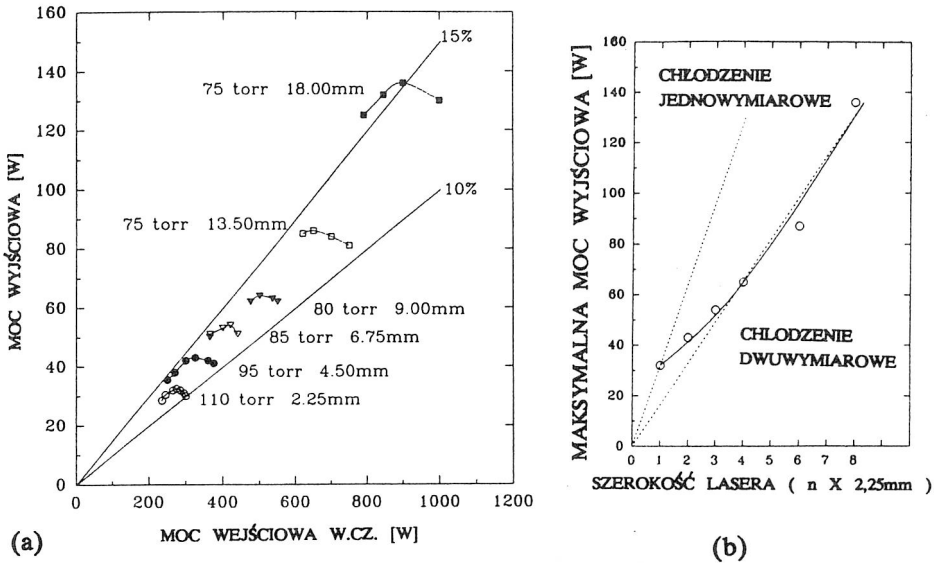 160
140
120
100
80
60
40
20
0
MOC WYJŚCIOWA [W]
15%
10%
75 torr 18.00mm
75 torr 13.50mm
80 torr 9.00mm
85 torr 6.75mm
95 torr 4.50mm
110 torr 2.25mm
0 200 400 600 800 1000 1200
MOC WEJŚCIOWA W.CZ. [W]
(a)
160
140
120
100
80
60
40
20
0
MAKSYMALNA MOC WYJŚCIOWA [W]
CHŁODZENIE
JEDNOWYMIAROWE
CHLODZENIE
DWUWYMIAROWE
0 1 2 3 4 5 6 7 8
SZEROKOŚĆ LASERA ( n X 2,25mm )
(b)